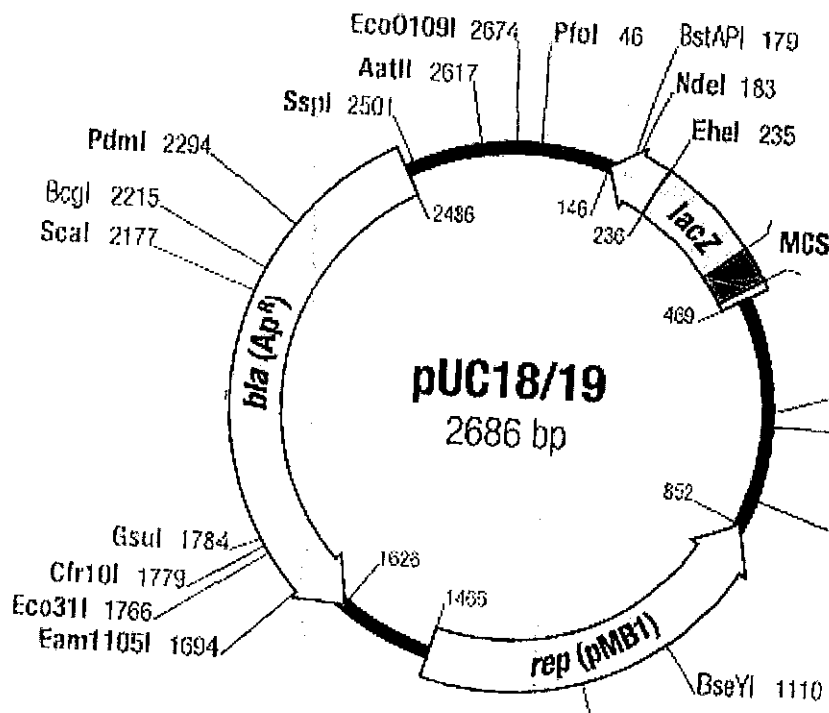 Eco0109I 2674
PfoI 46
BstAPI 179
AatII 2617
NdeI 183
SspI 2501
EheI 235
PdmI 2294
BcgI 2215
ScaI 2177
2486
146
236
lacZ
MCS
469
bla (Ap^R)
pUC18/19
2686 bp
852
GsuI 1784
Cfr10I 1779
Eco31I 1766
Eam1105I 1694
1626
1465
rep (pMB1)
BseYI 1110